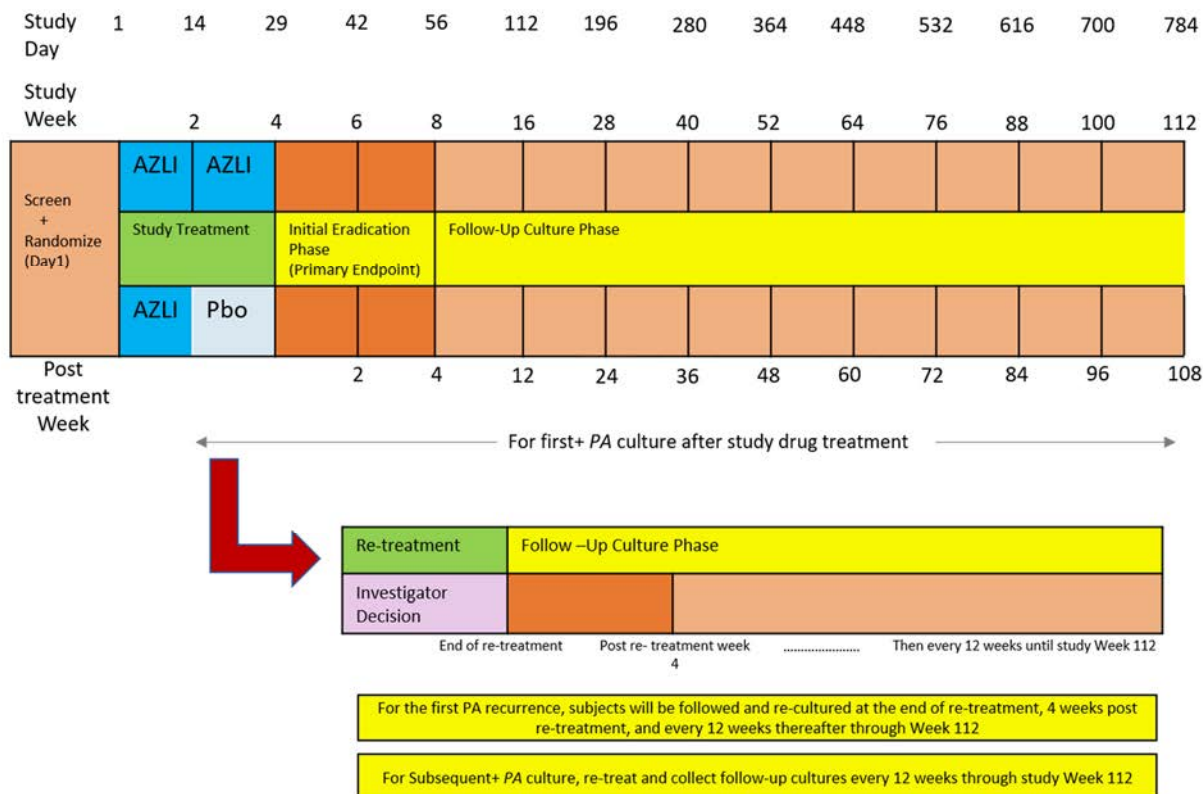 Study Day 1 14 29 42 56 112 196 280 364 448 532 616 700 784
Study Week 2 4 6 8 16 28 40 52 64 76 88 100 112
AZLI AZLI
Screen
+
Randomize
(Day1)
Study Treatment
Initial Eradication
Phase
(Primary Endpoint)
Follow-Up Culture Phase
AZLI Pbo
Post treatment Week 2 4 12 24 36 48 60 72 84 96 108
For first+ PA culture after study drug treatment
Re-treatment Follow –Up Culture Phase
Investigator
Decision
End of re-treatment Post re- treatment week 4 ...................... Then every 12 weeks until study Week 112
For the first PA recurrence, subjects will be followed and re-cultured at the end of re-treatment, 4 weeks post
re-treatment, and every 12 weeks thereafter through Week 112
For Subsequent+ PA culture, re-treat and collect follow-up cultures every 12 weeks through study Week 112